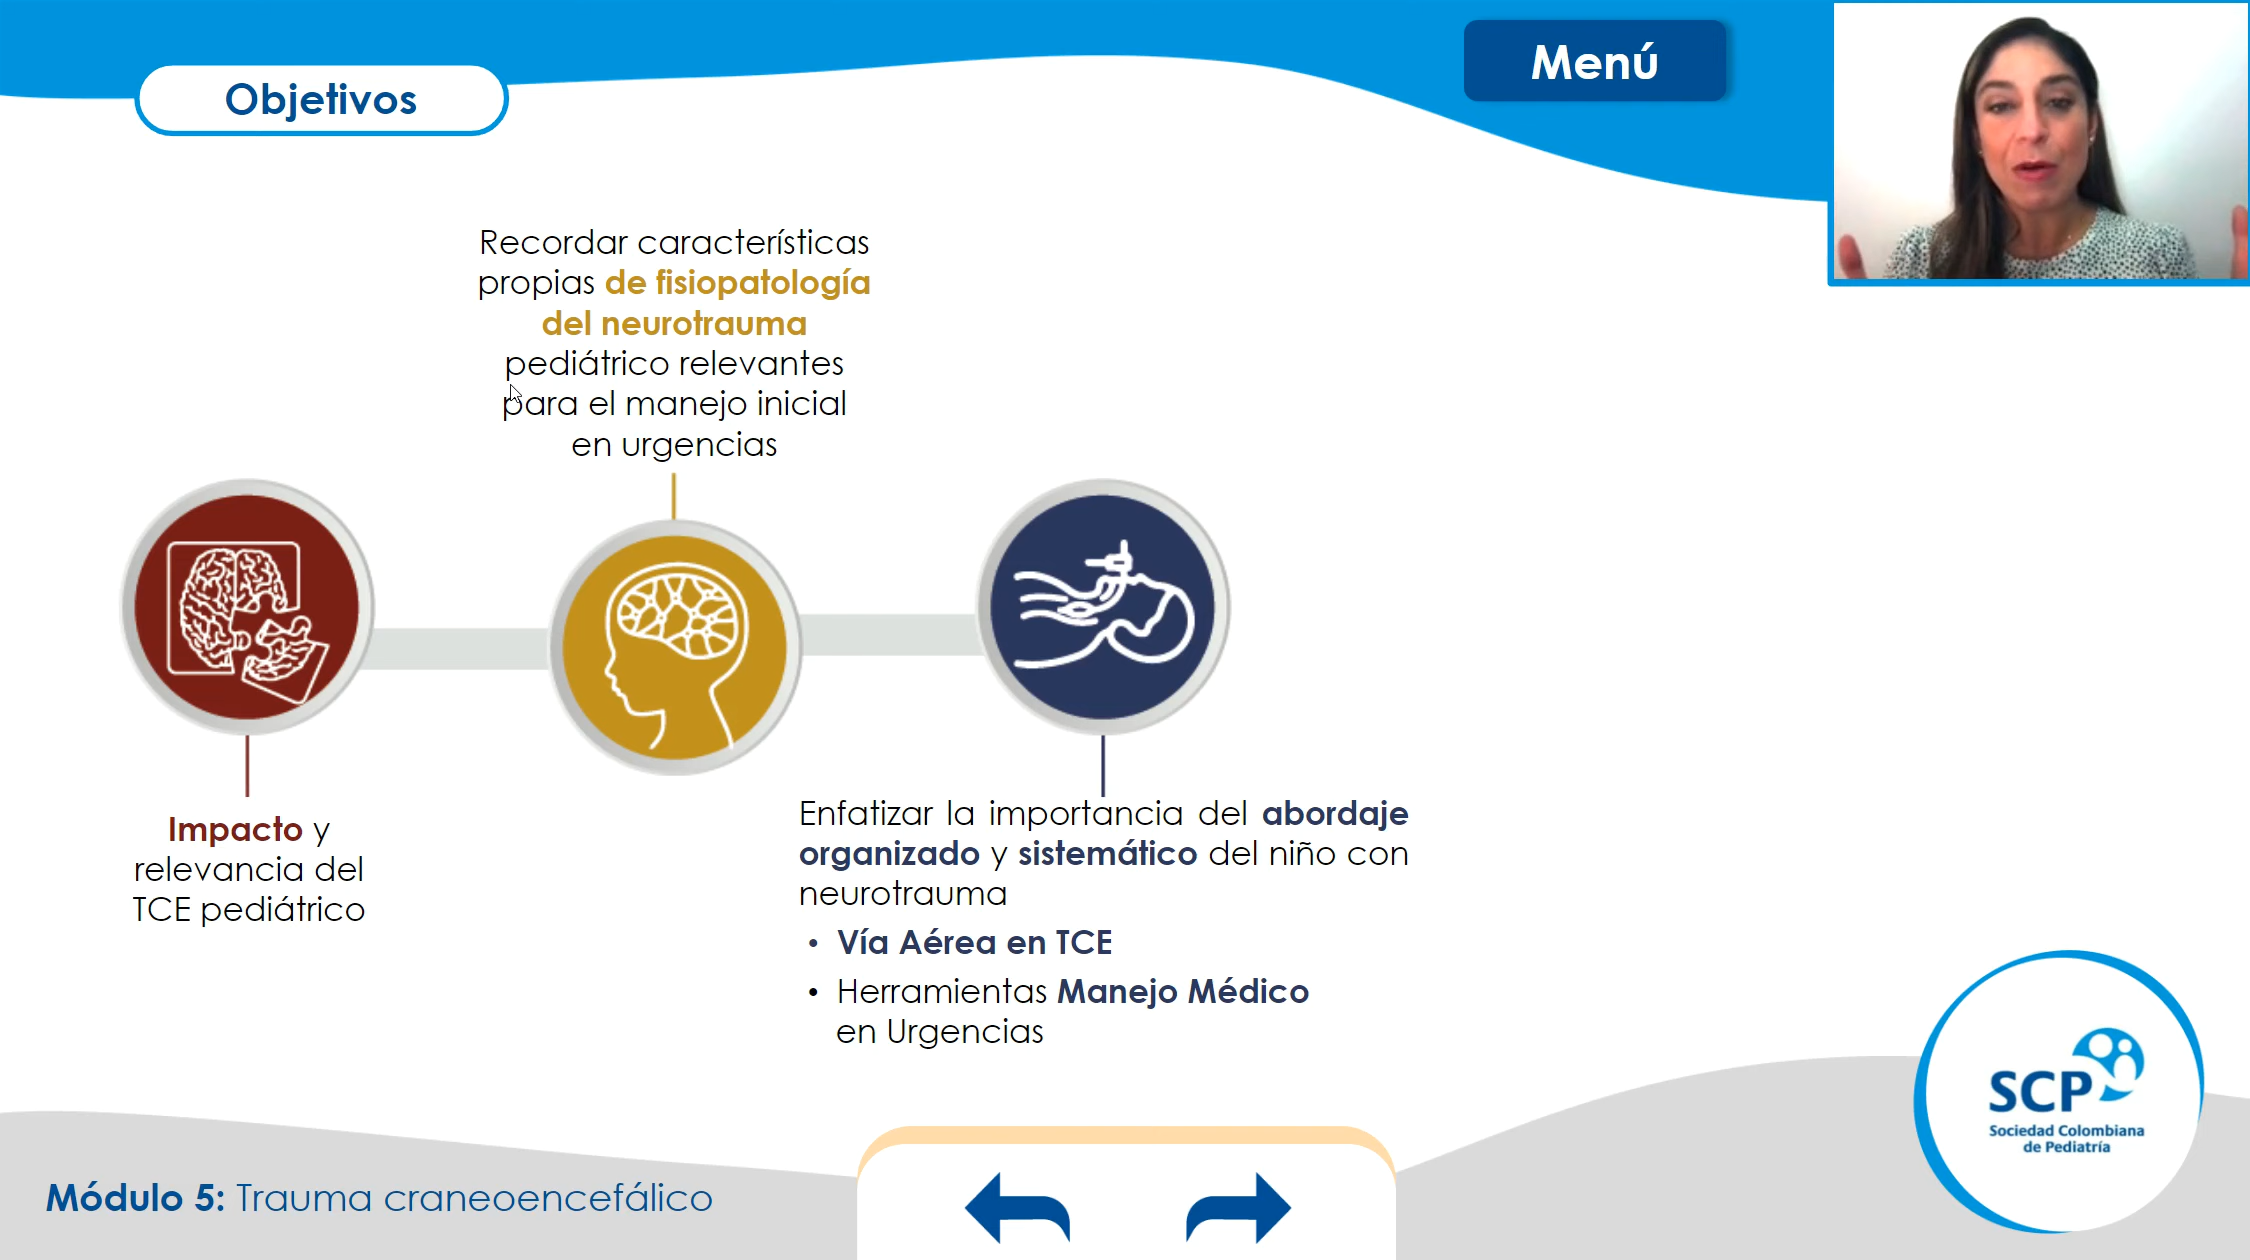 Objetivos
Menú
Recordar características
propias de fisiopatología
del neurotrauma
pediátrico relevantes
para el manejo inicial
en urgencias
Impacto y
relevancia del
TCE pediátrico
Enfatizar la importancia del abordaje
organizado y sistemático del niño con
neurotrauma
• Vía Aérea en TCE
• Herramientas Manejo Médico
en Urgencias
SCP
Sociedad Colombiana
de Pediatría
Módulo 5: Trauma craneoencefálico